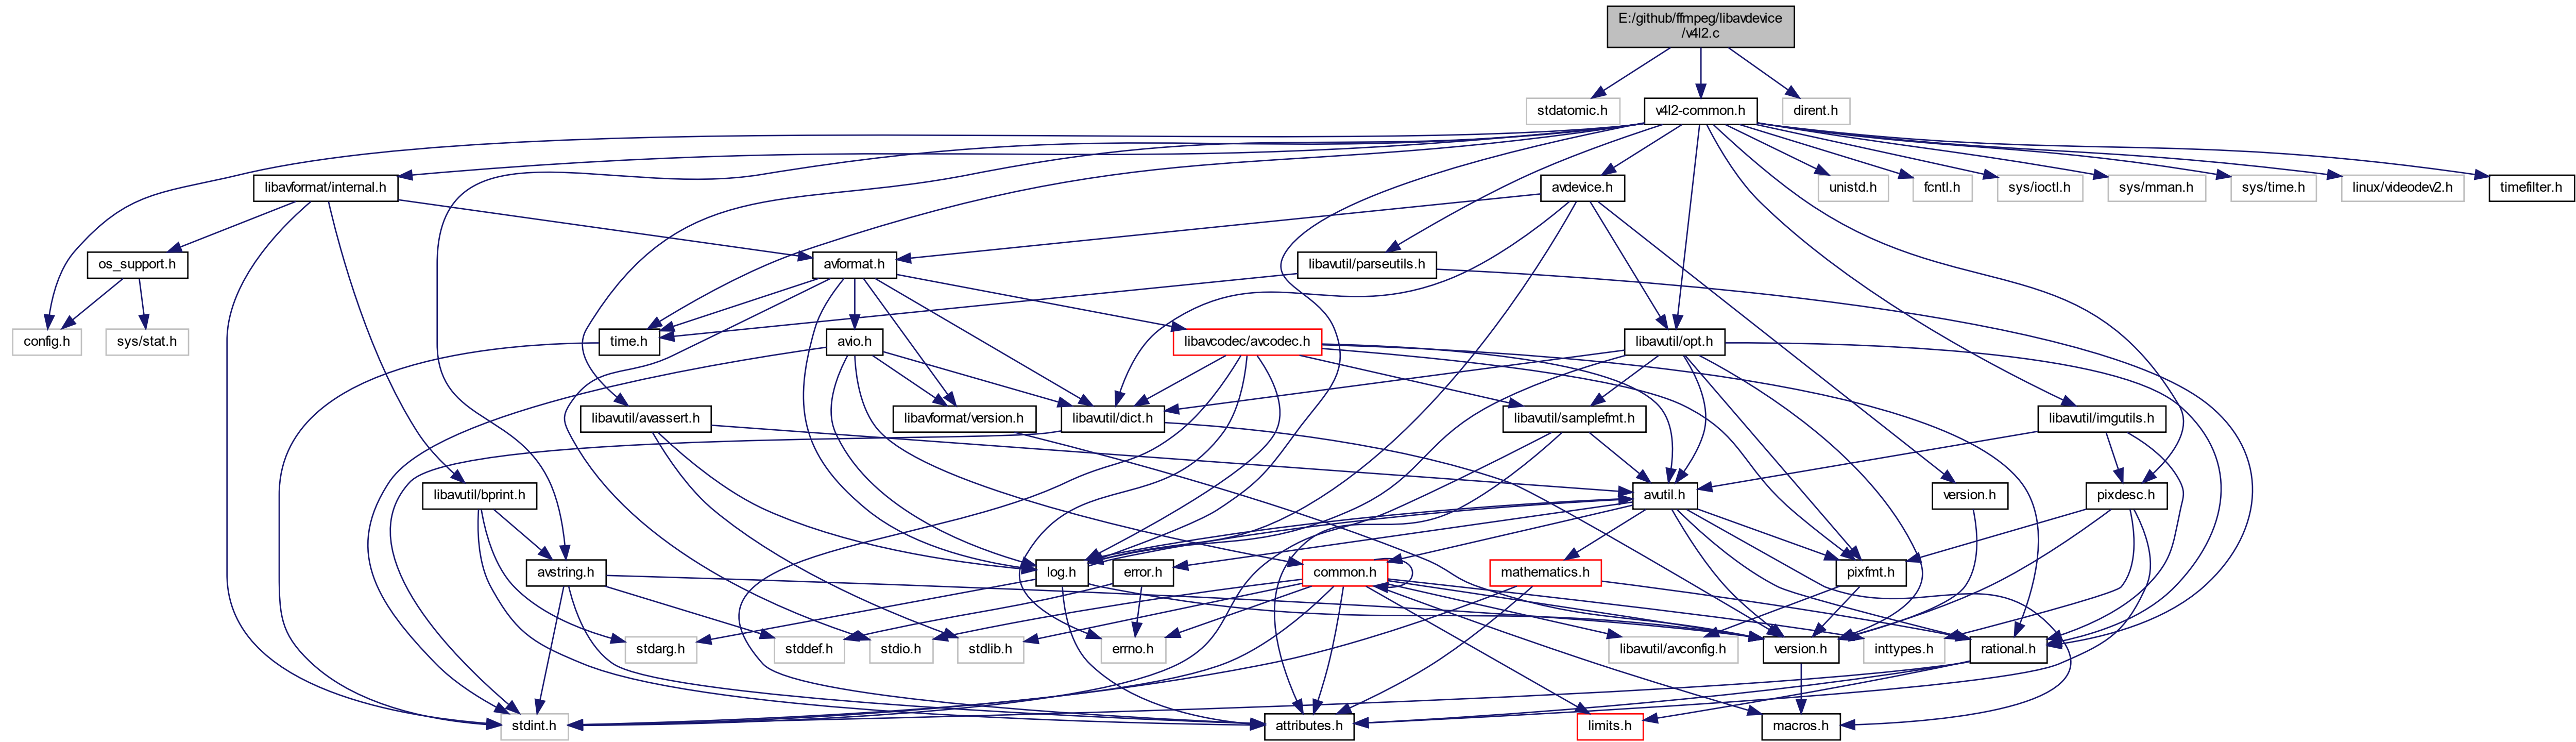 E:/github/ffmpeg/libavdevice
/v4l2.c
stdatomic.h
v4l2-common.h
dirent.h
libavformat/internal.h
avdevice.h
unistd.h
fcntl.h
sys/ioctl.h
sys/mman.h
sys/time.h
linux/videodev2.h
timefilter.h
os_support.h
avformat.h
libavutil/parseutils.h
config.h
sys/stat.h
time.h
avio.h
libavcodec/avcodec.h
libavutil/opt.h
libavutil/avassert.h
libavformat/version.h
libavutil/dict.h
libavutil/samplefmt.h
libavutil/imgutils.h
libavutil/bprint.h
avutil.h
version.h
pixdesc.h
avstring.h
log.h
error.h
common.h
mathematics.h
pixfmt.h
stdarg.h
stddef.h
stdio.h
stdlib.h
errno.h
libavutil/avconfig.h
version.h
inttypes.h
rational.h
stdint.h
attributes.h
limits.h
macros.h